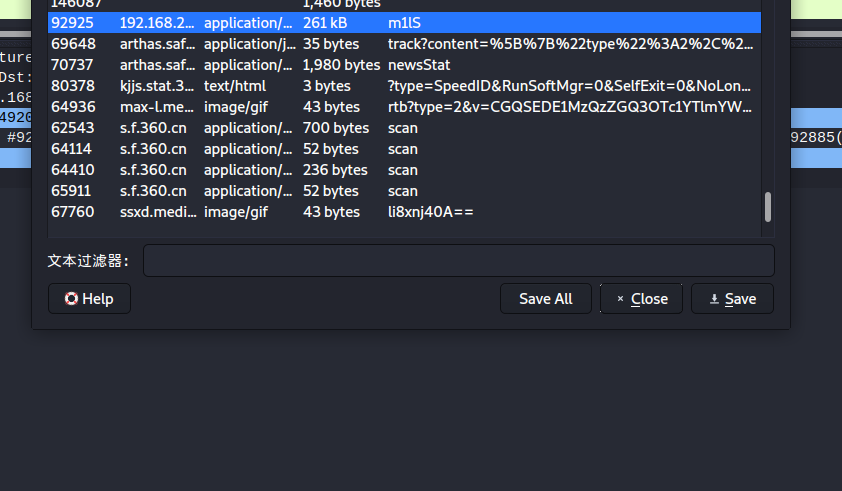 146087 1,460 bytes
92925 192.168.2... application/... 261 kB m1lS
ture 69648 arthas.saf... application/j... 35 bytes track?content=%5B%7B%22type%22%3A2%2C%2...
Dst: 70737 arthas.saf... application/... 1,980 bytes newsStat
.168 80378 kjjs.stat.3... text/html 3 bytes ?type=SpeedID&RunSoftMgr=0&SelfExit=0&NoLon...
4920 64936 max-l.me... image/gif 43 bytes rtb?type=2&v=CGQSEDE1MzQzZGQ3OTc1YTlmYW...
#92 62543 s.f.360.cn application/... 700 bytes scan 92885(
64114 s.f.360.cn application/... 52 bytes scan
64410 s.f.360.cn application/... 236 bytes scan
65911 s.f.360.cn application/... 52 bytes scan
67760 ssxd.medi... image/gif 43 bytes li8xnj40A==
文本过滤器:
Help Save All × Close Save